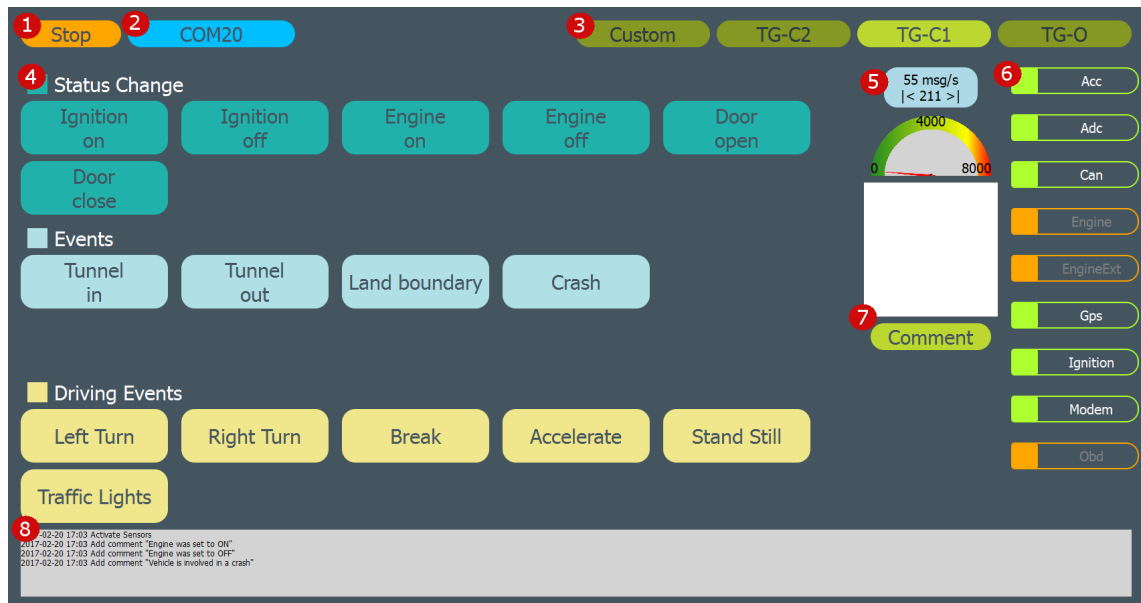 1 Stop 2 COM20 3 Custom TG-C2 TG-C1 TG-O
4 Status Change
Ignition on
Ignition off
Engine on
Engine off
Door open
Door close
Events
Tunnel in
Tunnel out
Land boundary
Crash
Driving Events
Left Turn
Right Turn
Break
Accelerate
Stand Still
Traffic Lights
5 55 msg/s
|< 211 >|
4000
0 8000
7
Comment
6 Acc
Adc
Can
Engine
EngineExt
Gps
Ignition
Modem
Obd
8
-02-20 17:03 Activate Sensors
2017-02-20 17:03 Add comment "Engine was set to ON"
2017-02-20 17:03 Add comment "Engine was set to OFF"
2017-02-20 17:03 Add comment "Vehicle is involved in a crash"